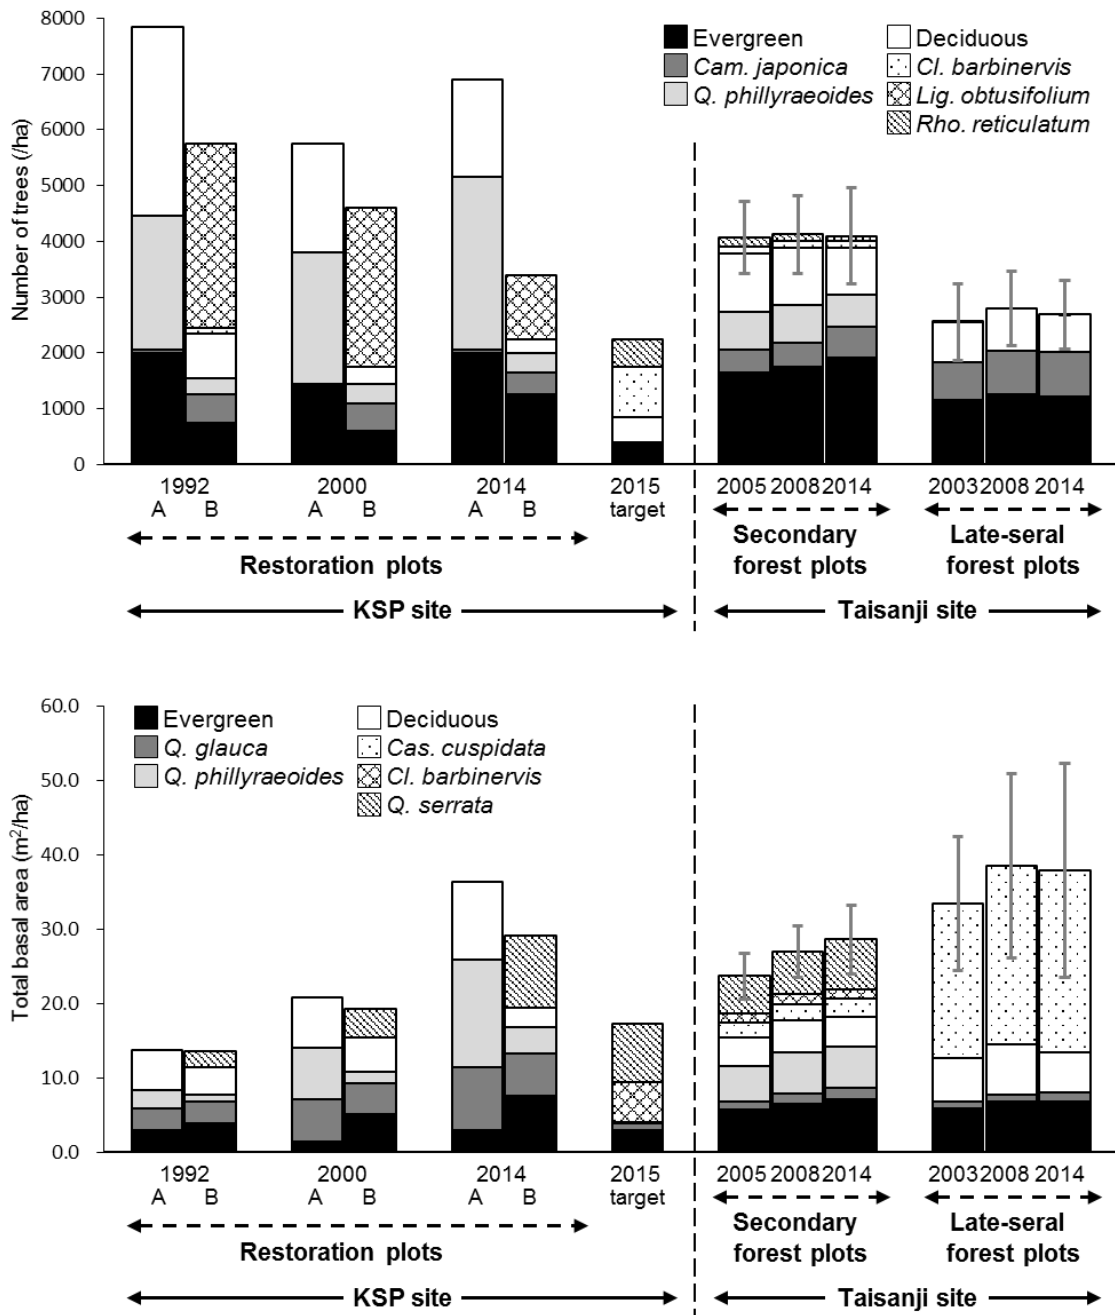 8000
7000
6000
5000
4000
3000
2000
1000
0
Number of trees (/ha)
Evergreen
Deciduous
Cam. japonica
Cl. barbinervis
Q. phillyraeoides
Lig. obtusifolium
Rho. reticulatum
1992 2000 2014 2015 2005 2008 2014 2003 2008 2014
A B A B A B target
Restoration plots
Secondary forest plots
Late-seral forest plots
KSP site
Taisanji site
60.0
50.0
40.0
30.0
20.0
10.0
0.0
Total basal area (m²/ha)
Evergreen
Deciduous
Q. glauca
Cas. cuspidata
Q. phillyraeoides
Cl. barbinervis
Q. serrata
1992 2000 2014 2015 2005 2008 2014 2003 2008 2014
A B A B A B target
Restoration plots
Secondary forest plots
Late-seral forest plots
KSP site
Taisanji site